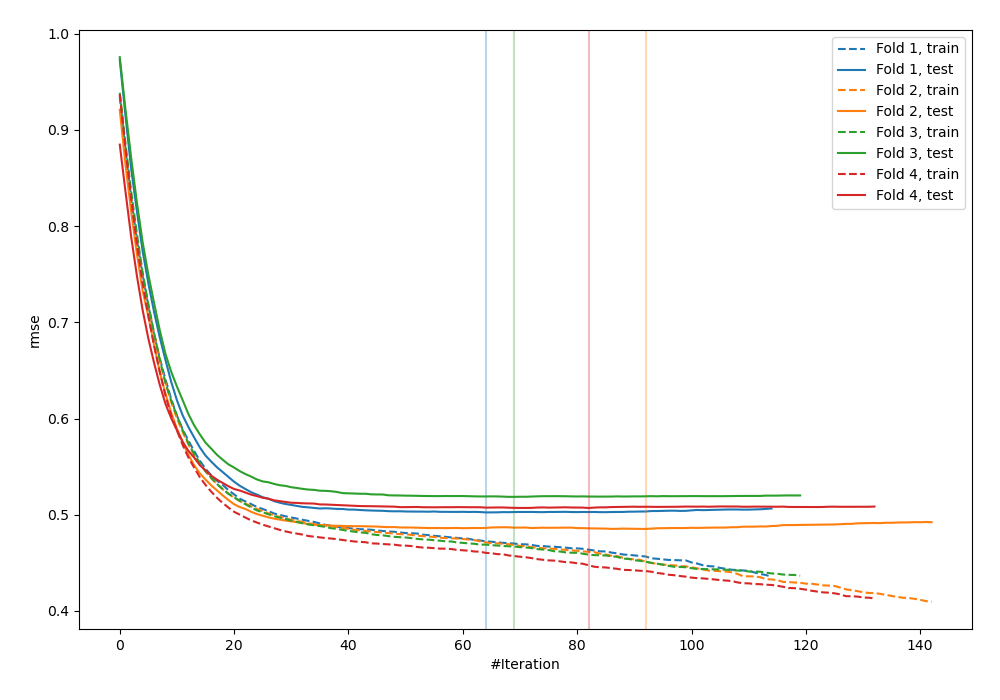 1.0
0.9
0.8
0.7
0.6
0.5
0.4
rmse
0
20
40
60
80
100
120
140
#Iteration
Fold 1, train
Fold 1, test
Fold 2, train
Fold 2, test
Fold 3, train
Fold 3, test
Fold 4, train
Fold 4, test